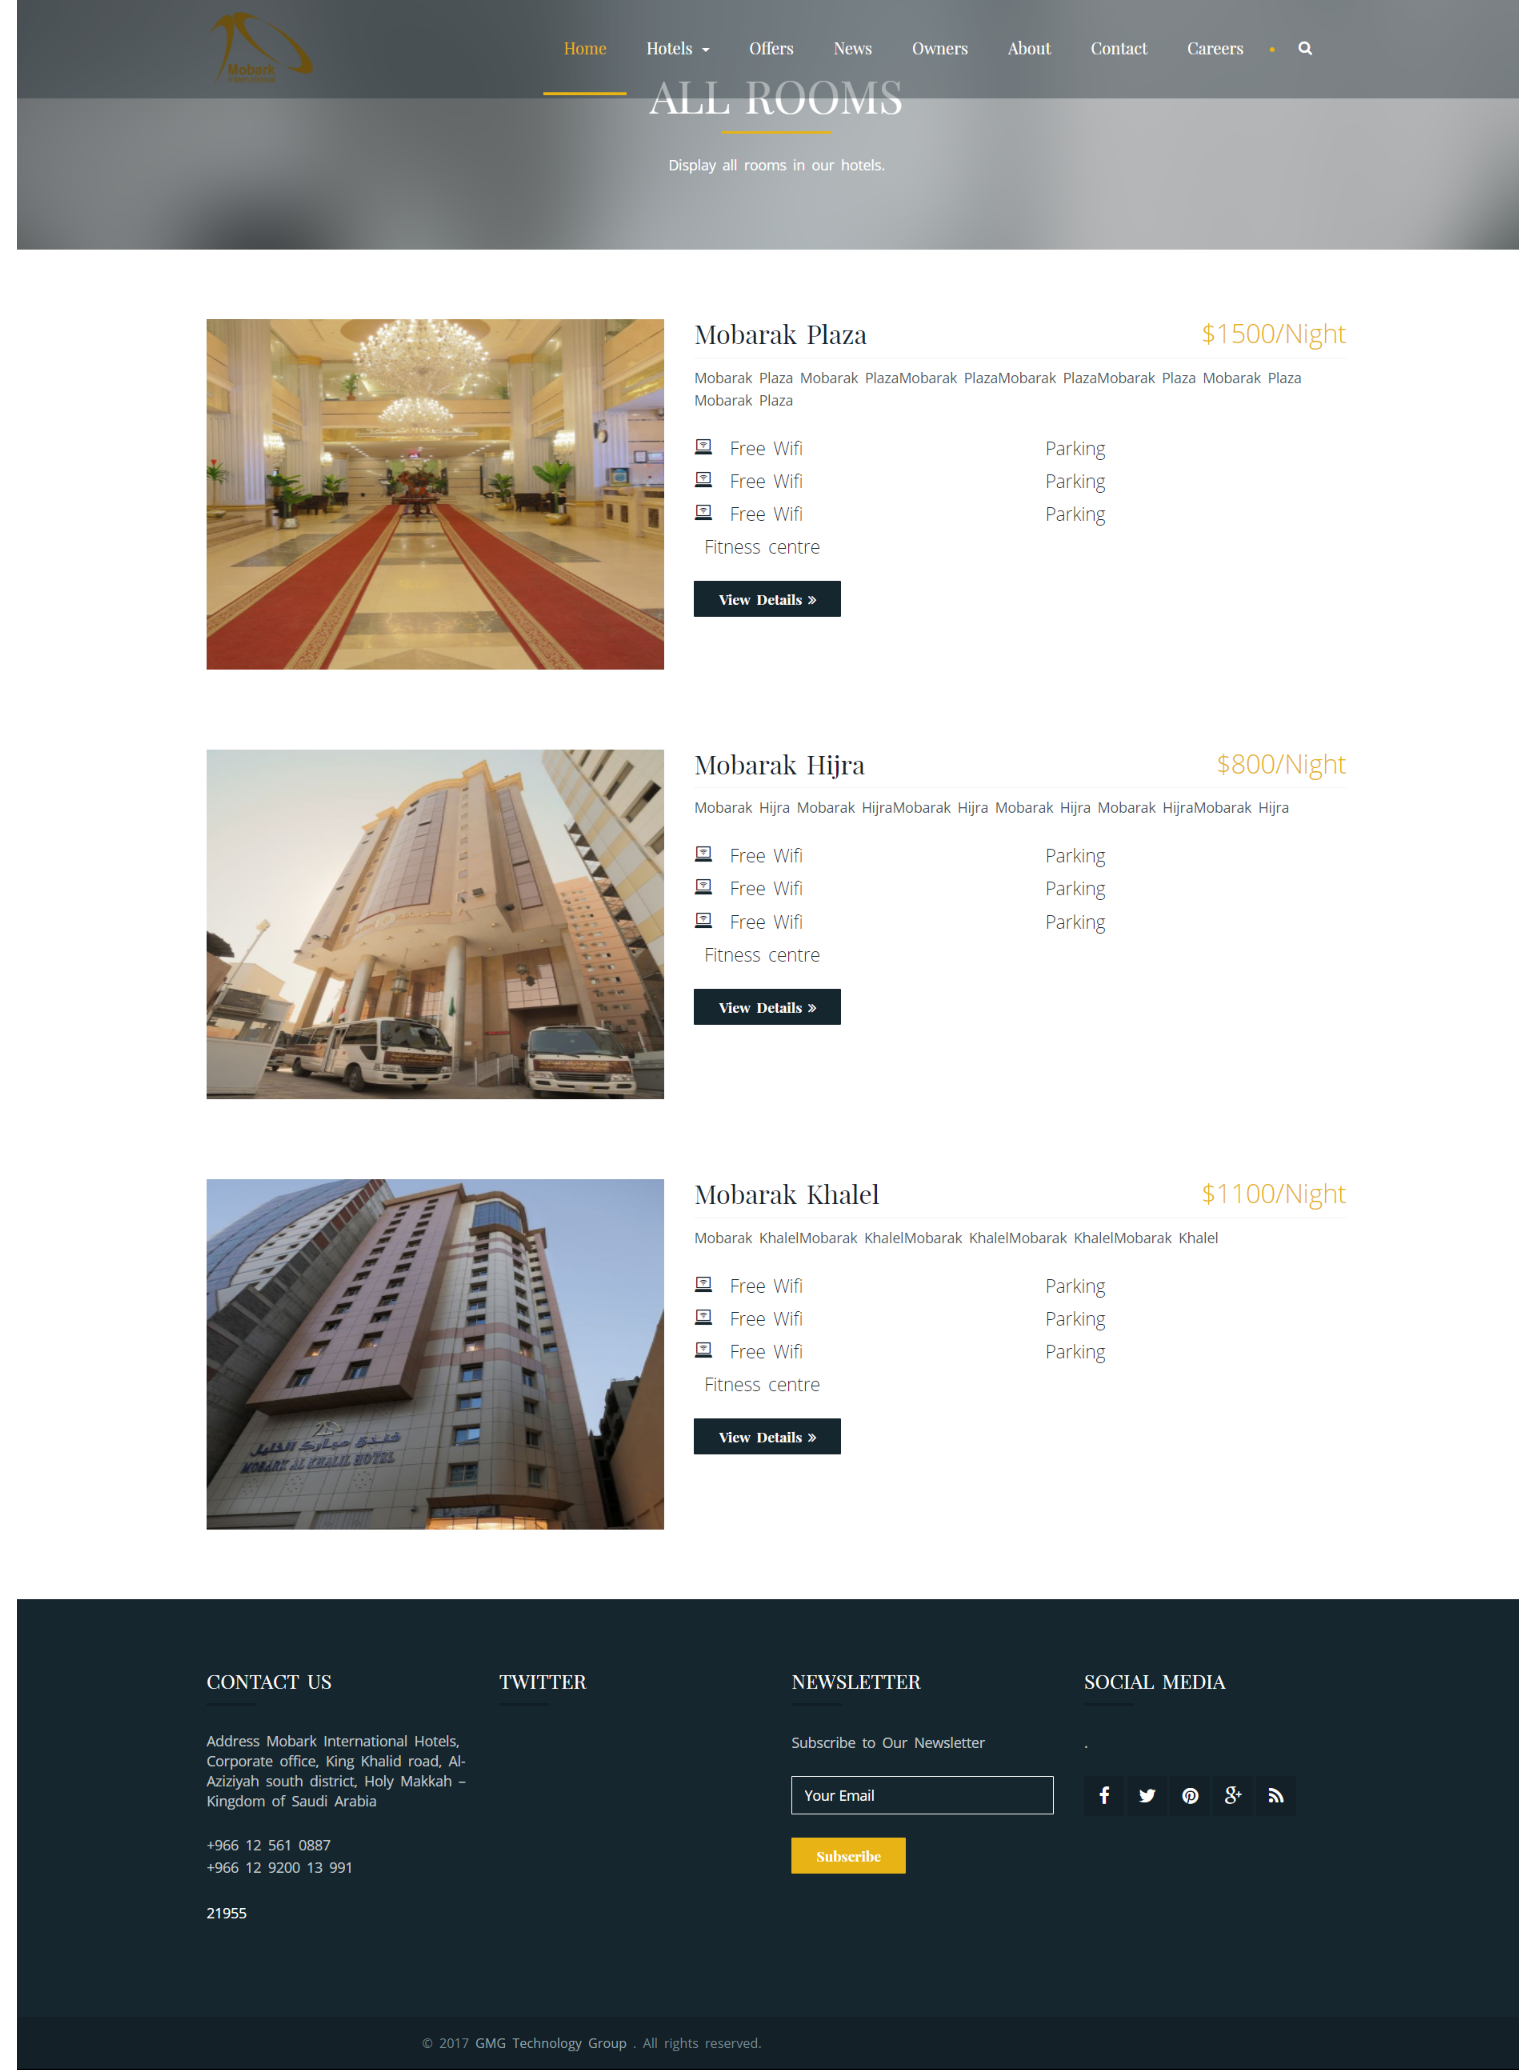 Mobark
International
Home
Hotels
Offers
News
Owners
About
Contact
Careers
ALL ROOMS
Display all rooms in our hotels.
Mobarak Plaza
$1500/Night
Mobarak Plaza Mobarak PlazaMobarak PlazaMobarak PlazaMobarak Plaza Mobarak Plaza
Mobarak Plaza
Free Wifi
Parking
Free Wifi
Parking
Free Wifi
Parking
Fitness centre
View Details »
Mobarak Hijra
$800/Night
Mobarak Hijra Mobarak HijraMobarak Hijra Mobarak Hijra Mobarak HijraMobarak Hijra
Free Wifi
Parking
Free Wifi
Parking
Free Wifi
Parking
Fitness centre
View Details »
Mobarak Khalel
$1100/Night
Mobarak KhalelMobarak KhalelMobarak KhalelMobarak KhalelMobarak Khalel
Free Wifi
Parking
Free Wifi
Parking
Free Wifi
Parking
Fitness centre
View Details »
فندق مبارك الخليل
MOBARK AL KHALIL HOTEL
CONTACT US
Address Mobark International Hotels,
Corporate office, King Khalid road, Al-
Aziziyah south district, Holy Makkah –
Kingdom of Saudi Arabia
+966 12 561 0887
+966 12 9200 13 991
21955
TWITTER
NEWSLETTER
Subscribe to Our Newsletter
Your Email
Subscribe
SOCIAL MEDIA
.
© 2017 GMG Technology Group . All rights reserved.